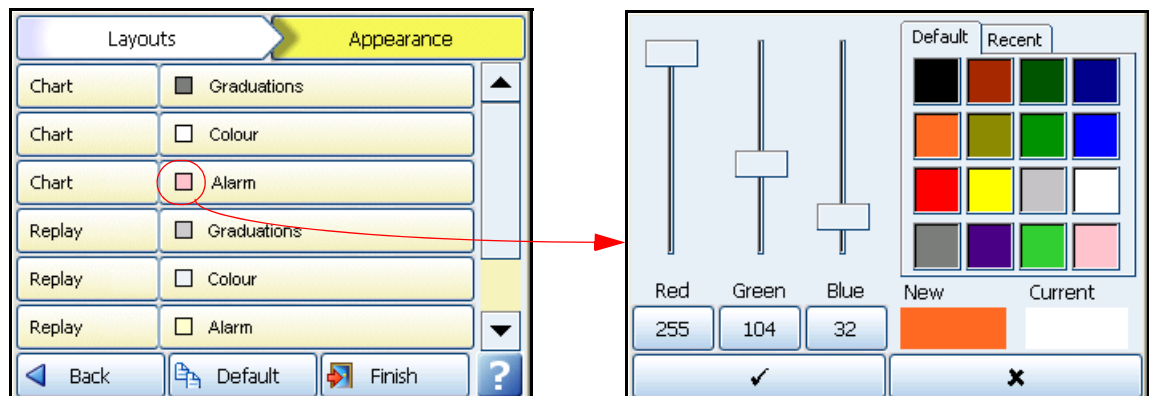 Layouts Appearance
Chart Graduations
Chart Colour
Chart Alarm
Replay Graduations
Replay Colour
Replay Alarm
Back Default Finish ?
Default Recent
Red Green Blue New Current
255 104 32